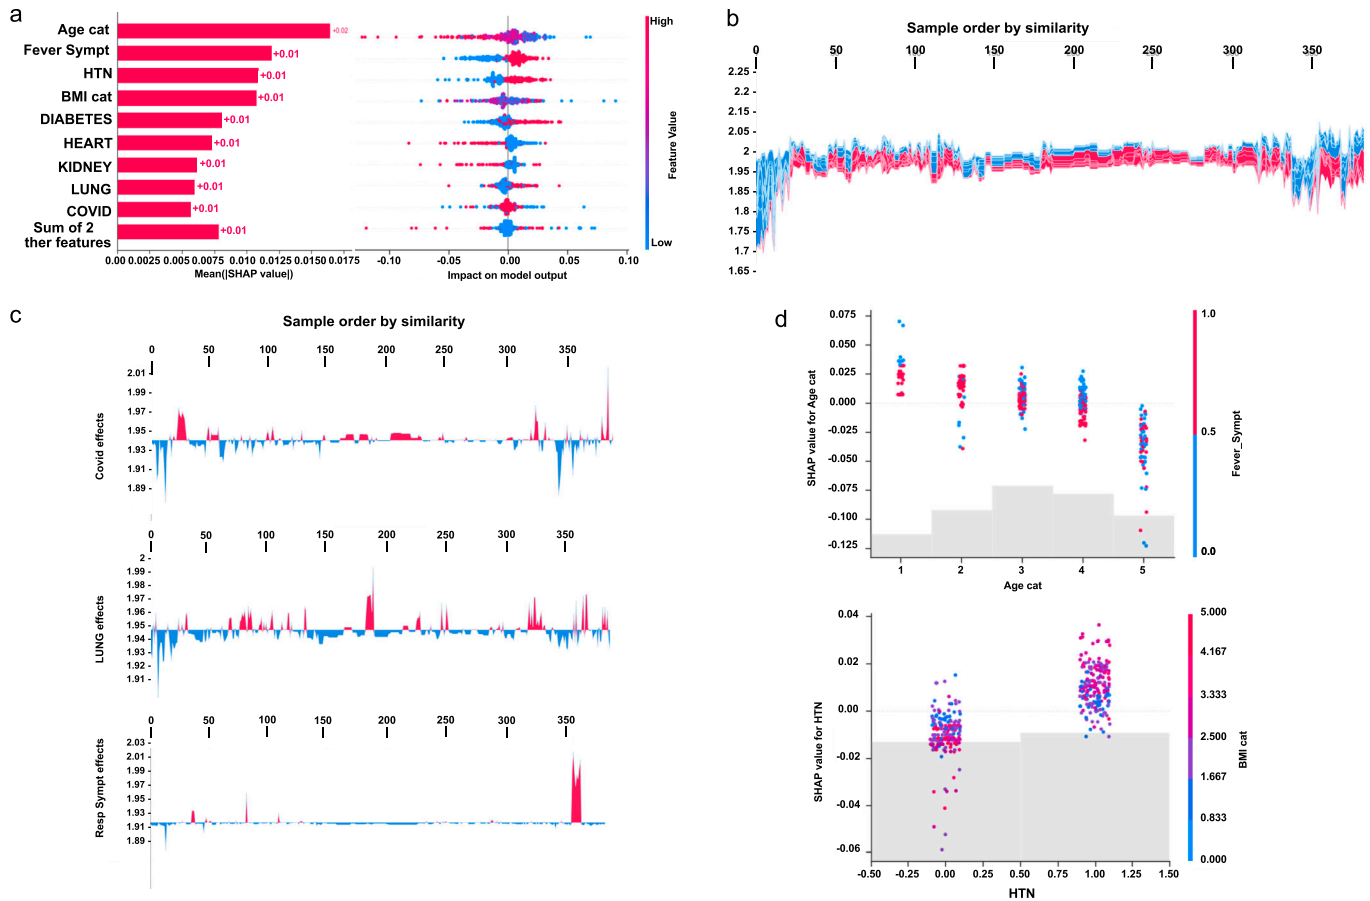 a
Age cat
Fever Sympt
HTN
BMI cat
DIABETES
HEART
KIDNEY
LUNG
COVID
Sum of 2
ther features
+0.02
+0.01
+0.01
+0.01
+0.01
+0.01
+0.01
+0.01
+0.01
+0.01
0.00 0.0025 0.005 0.0075 0.010 0.0125 0.0150 0.0175
Mean(|SHAP value|)
-0.10 -0.05 -0.00 0.05 0.10
Impact on model output
High
Low
Feature Value
b
Sample order by similarity
0 50 100 150 200 250 300 350
2.25
2.2
2.15
2.05
2
1.95
1.85
1.8
1.75
1.7
1.65
c
Sample order by similarity
0 50 100 150 200 250 300 350
2.01
1.99
1.97
1.95
1.93
1.91
1.89
Covid effects
0 50 100 150 200 250 300 350
2
1.99
1.98
1.97
1.96
1.95
1.94
1.93
1.92
1.91
LUNG effects
0 50 100 150 200 250 300 350
2.03
2.01
1.99
1.95
1.93
1.91
1.89
Resp Sympt effects
d
0.075
0.050
0.025
0.000
-0.025
-0.050
-0.075
-0.100
-0.125
SHAP value for Age cat
1 2 3 4 5
Age cat
1.0
0.5
0.0
Fever_Sympt
0.04
0.02
0.00
-0.02
-0.04
-0.06
SHAP value for HTN
-0.50 -0.25 0.00 0.25 0.50 0.75 1.00 1.25 1.50
HTN
5.000
4.167
3.333
2.500
1.667
0.833
0.000
BMI cat